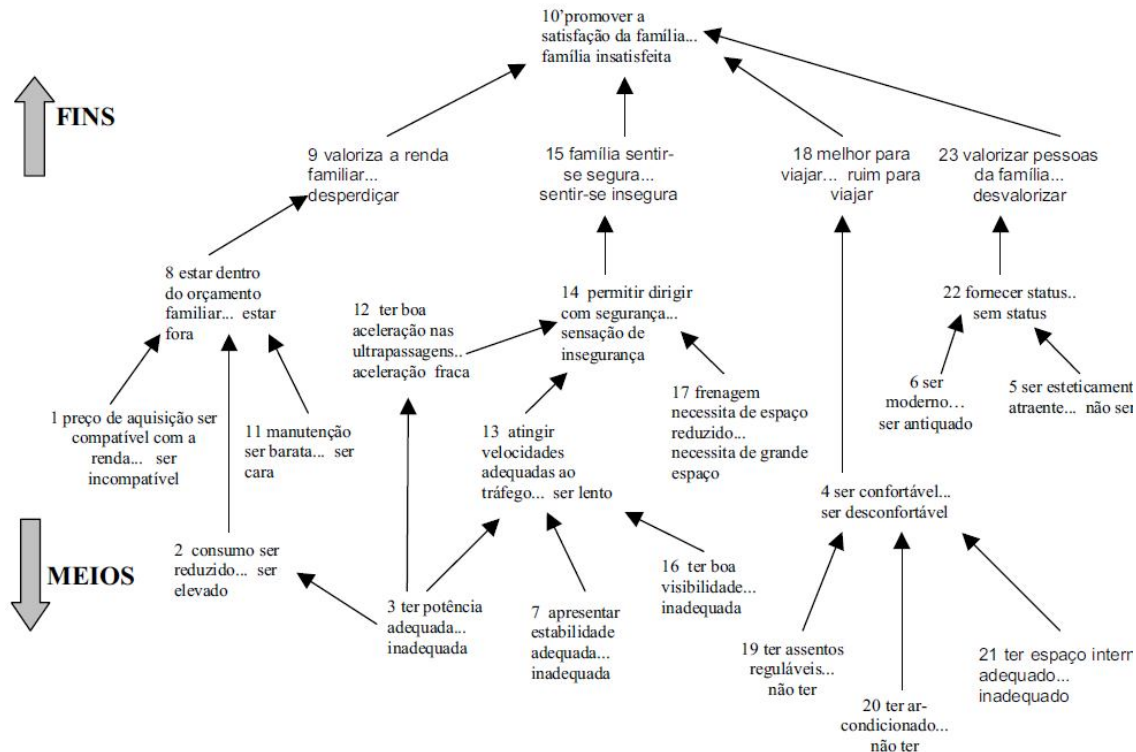 10’promover a
satisfação da família...
família insatisfeita
FINS
9 valoriza a renda
familiar...
desperdiçar
15 família sentir-
se segura...
sentir-se insegura
18 melhor para
viajar... ruim para
viajar
23 valorizar pessoas
da família...
desvalorizar
8 estar dentro
do orçamento
familiar... estar
fora
12 ter boa
aceleração nas
ultrapassagens..
aceleração fraca
14 permitir dirigir
com segurança...
sensação de
insegurança
22 fornecer status..
sem status
1 preço de aquisição ser
compatível com a
renda... ser
incompatível
11 manutenção
ser barata... ser
cara
13 atingir
velocidades
adequadas ao
tráfego... ser lento
17 frenagem
necessita de espaço
reduzido...
necessita de grande
espaço
6 ser
moderno...
ser antiquado
5 ser esteticament
atraente... não ser
4 ser confortável...
ser desconfortável
MEIOS
2 consumo ser
reduzido... ser
elevado
3 ter potência
adequada...
inadequada
7 apresentar
estabilidade
adequada...
inadequada
16 ter boa
visibilidade...
inadequada
19 ter assentos
reguláveis...
não ter
20 ter ar-
condicionado...
não ter
21 ter espaço intern
adequado...
inadequado